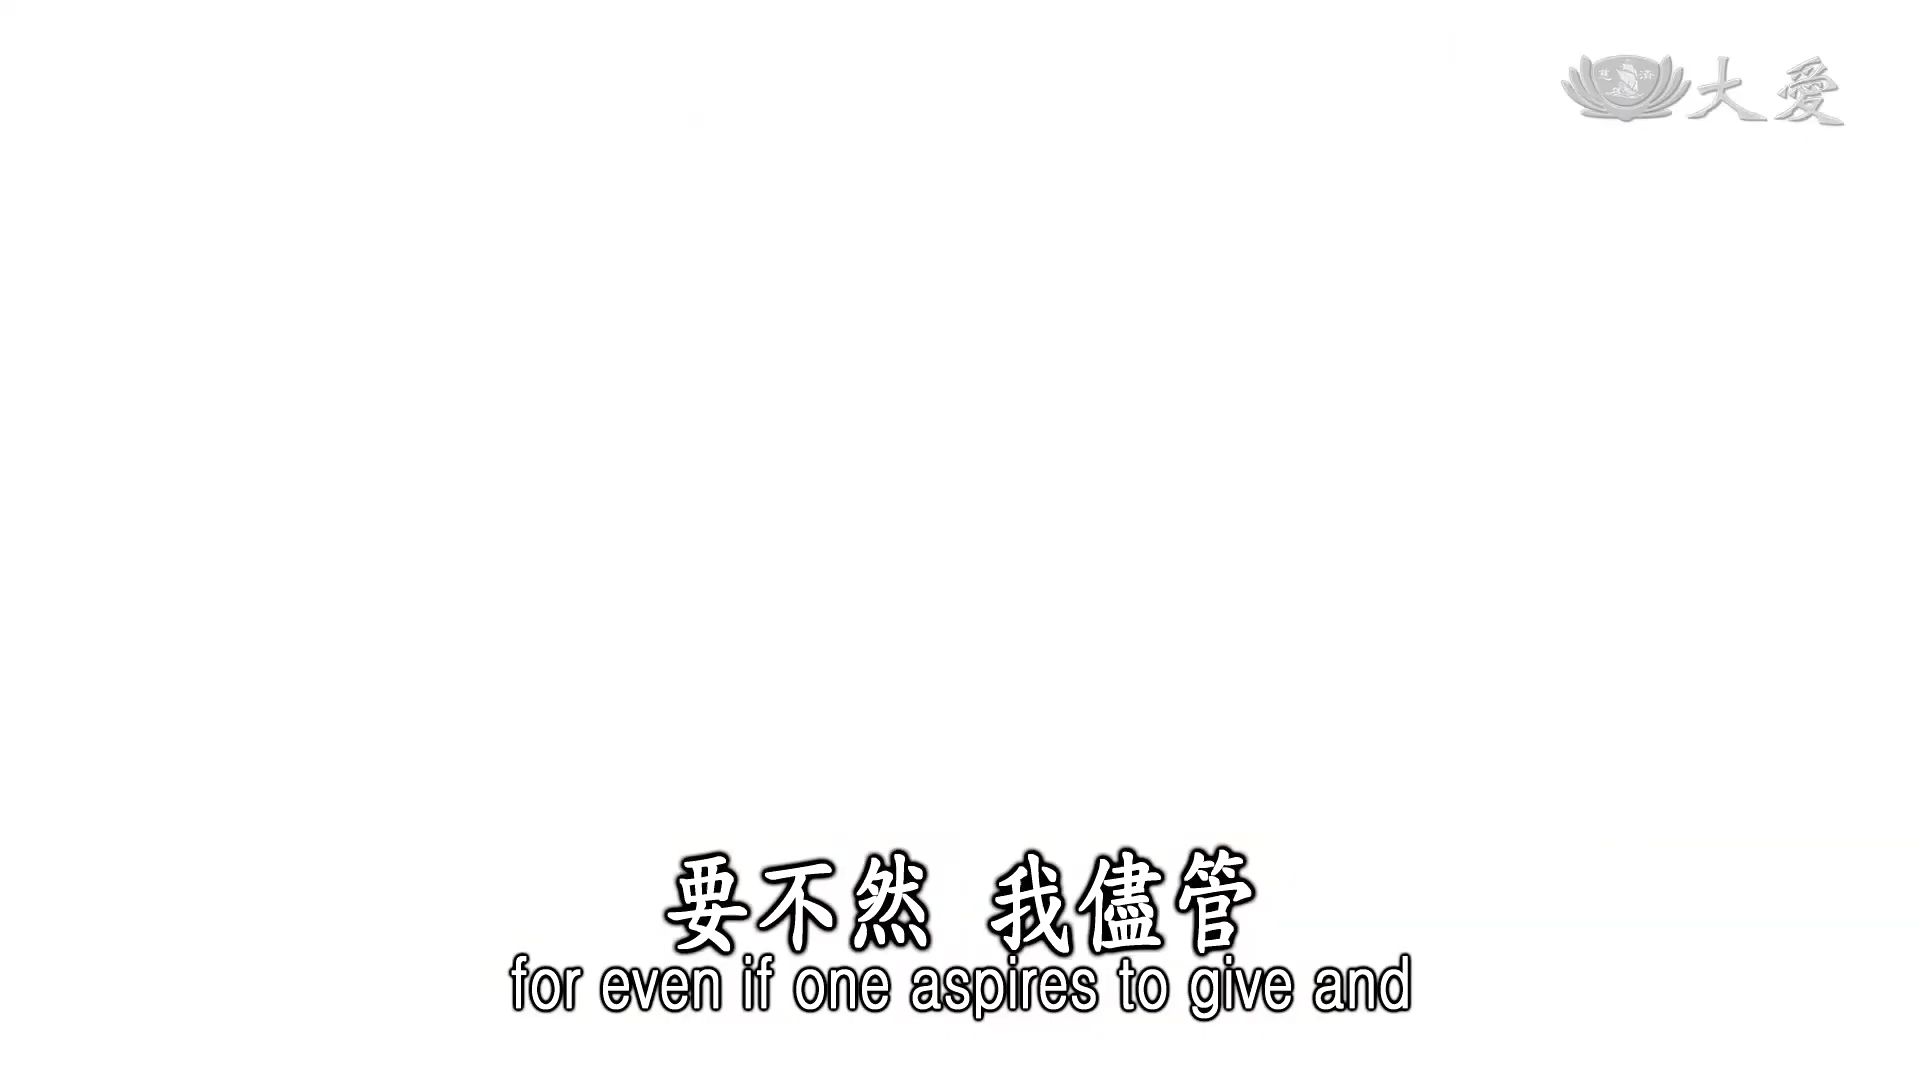 大愛
要不然 我儘管
for even if one aspires to give and